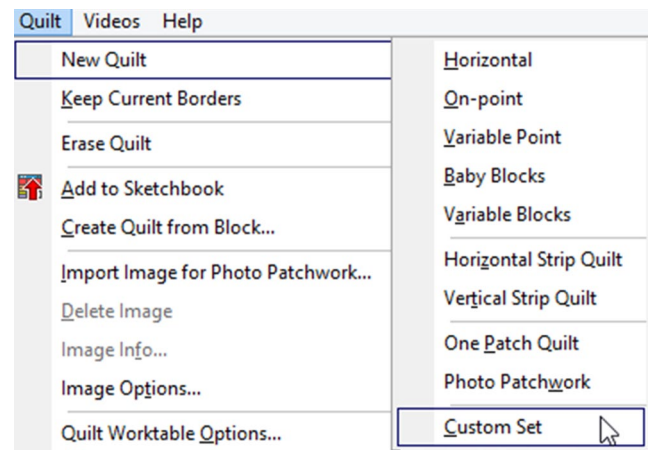 Quilt Videos Help
New Quilt
Keep Current Borders
Erase Quilt
Add to Sketchbook
Create Quilt from Block...
Import Image for Photo Patchwork...
Delete Image
Image Info...
Image Options...
Quilt Worktable Options...
Horizontal
On-point
Variable Point
Baby Blocks
Variable Blocks
Horizontal Strip Quilt
Vertical Strip Quilt
One Patch Quilt
Photo Patchwork
Custom Set